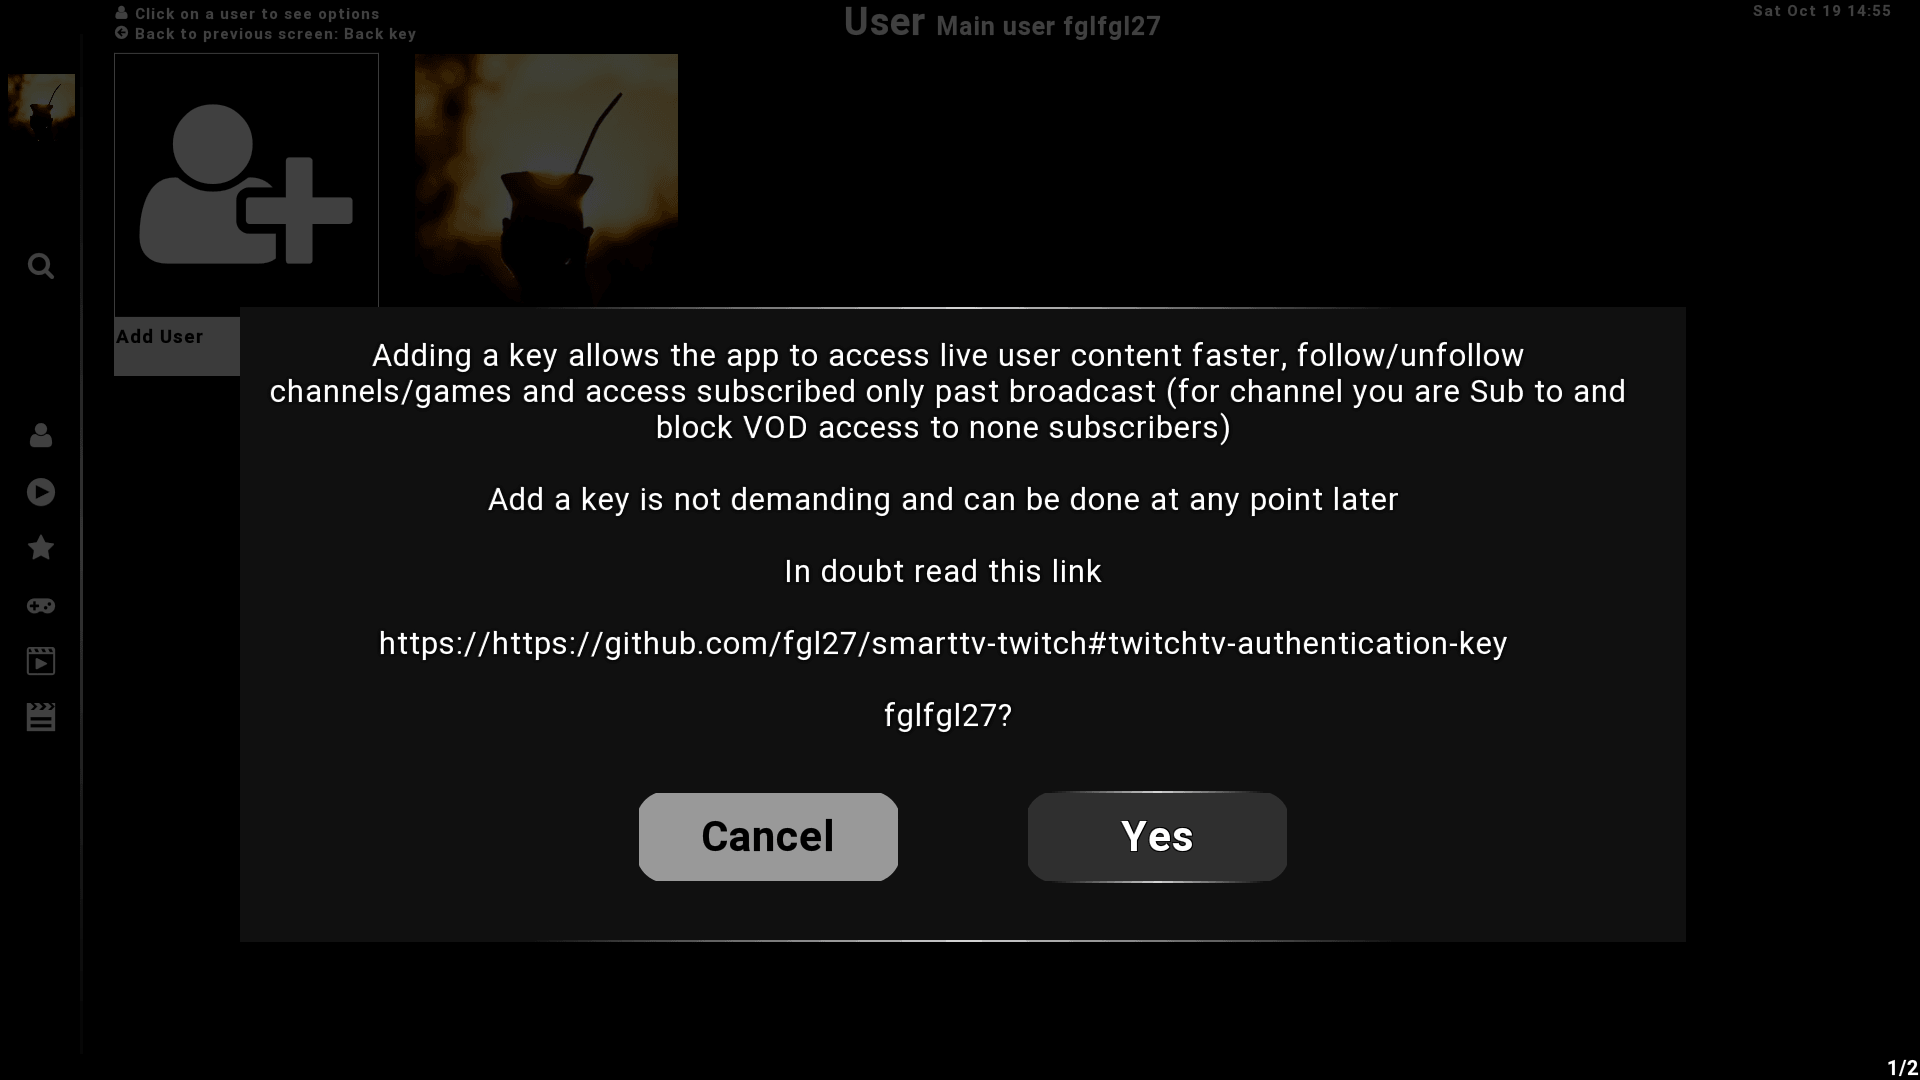 Click on a user to see options
Back to previous screen: Back key
User Main user fglfgl27
Sat Oct 19 14:55
Add User
Adding a key allows the app to access live user content faster, follow/unfollow
channels/games and access subscribed only past broadcast (for channel you are Sub to and
block VOD access to none subscribers)
Add a key is not demanding and can be done at any point later
In doubt read this link
https://https://github.com/fgl27/smarttv-twitch#twitchtv-authentication-key
fglfgl27?
Cancel
Yes
1/2